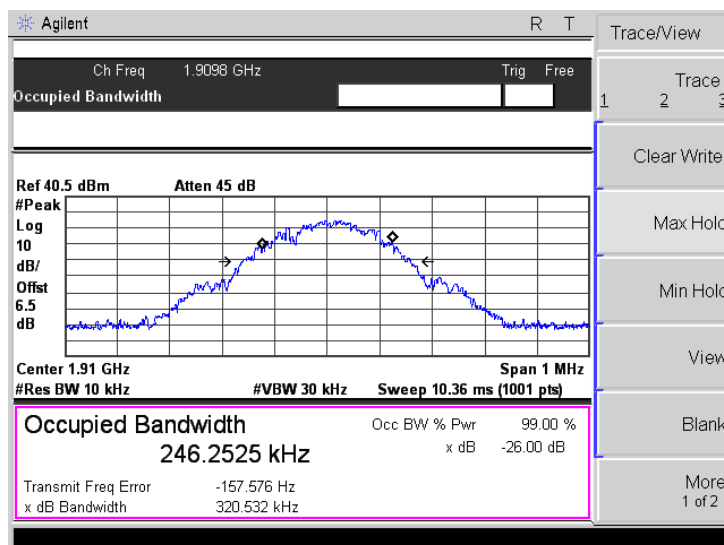 Agilent R T
Trace/View
Ch Freq 1.9098 GHz Trig Free
Occupied Bandwidth
Trace
1 2 3
Clear Write
Max Hold
Min Hold
View
Blank
More
1 of 2
Ref 40.5 dBm Atten 45 dB
#Peak
Log
10
dB/
Offst
6.5
dB
Center 1.91 GHz Span 1 MHz
#Res BW 10 kHz #VBW 30 kHz Sweep 10.36 ms (1001 pts)
Occupied Bandwidth Occ BW % Pwr 99.00 %
246.2525 kHz x dB -26.00 dB
Transmit Freq Error -157.576 Hz
x dB Bandwidth 320.532 kHz